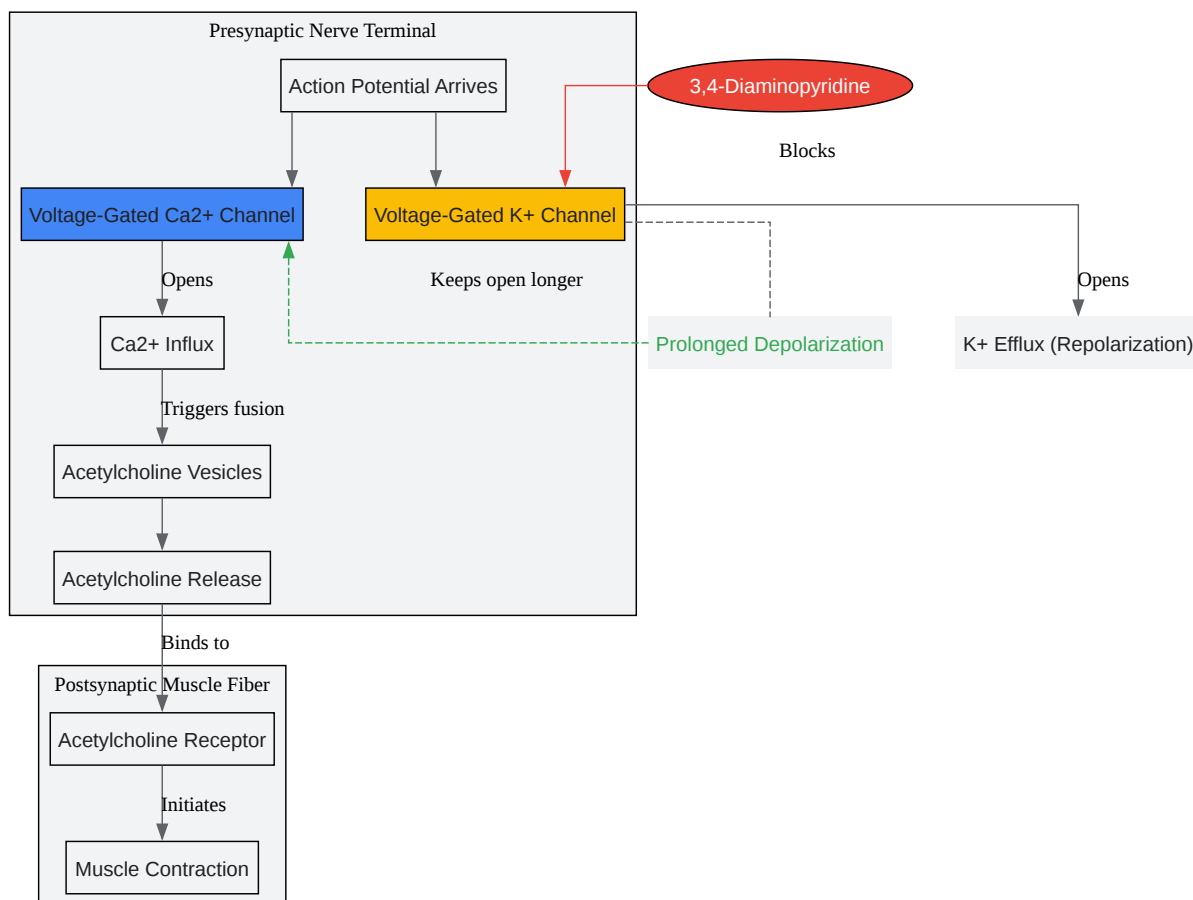 Presynaptic Nerve Terminal
Action Potential Arrives
3,4-Diaminopyridine
Blocks
Voltage-Gated Ca2+ Channel
Voltage-Gated K+ Channel
Opens
Keeps open longer
Opens
Ca2+ Influx
Prolonged Depolarization
K+ Efflux (Repolarization)
Triggers fusion
Acetylcholine Vesicles
Acetylcholine Release
Binds to
Postsynaptic Muscle Fiber
Acetylcholine Receptor
Initiates
Muscle Contraction